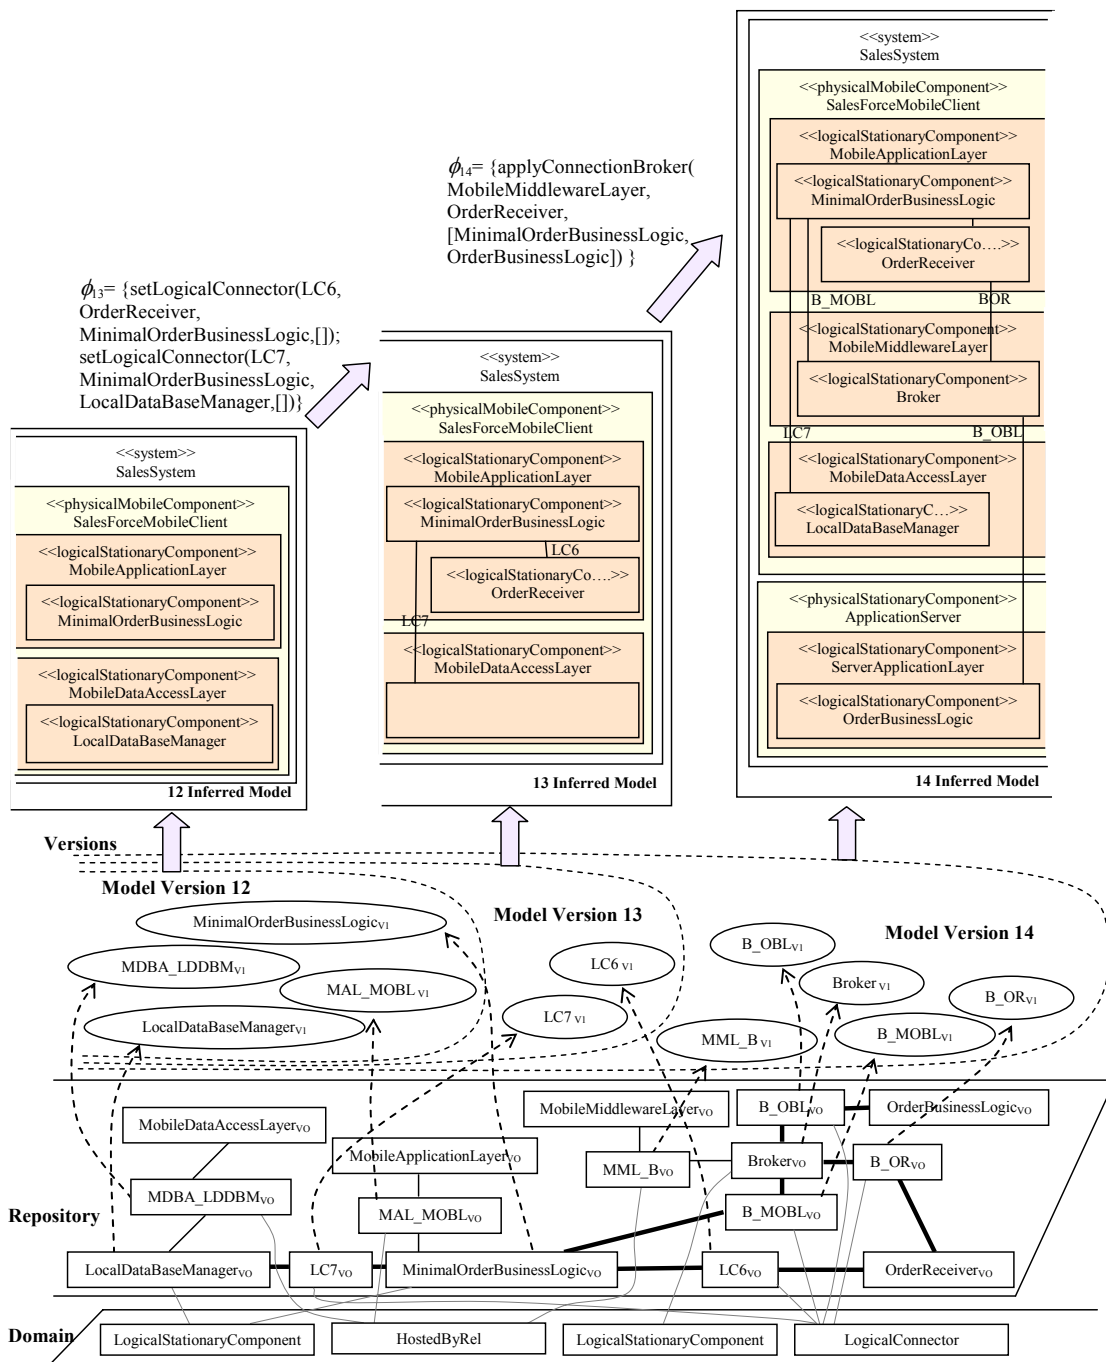 <<system>>
SalesSystem
<<physicalMobileComponent>>
SalesForceMobileClient
<<logicalStationaryComponent>>
MobileApplicationLayer
<<logicalStationaryComponent>>
MinimalOrderBusinessLogic
<<logicalStationaryCo….>>
OrderReceiver
B_MOBL
BOR
<<logicalStationaryComponent>>
MobileMiddlewareLayer
<<logicalStationaryComponent>>
Broker
LC7
B_OBL
<<logicalStationaryComponent>>
MobileDataAccessLayer
<<logicalStationaryC…>>
LocalDataBaseManager
<<physicalStationaryComponent>>
ApplicationServer
<<logicalStationaryComponent>>
ServerApplicationLayer
<<logicalStationaryComponent>>
OrderBusinessLogic
14 Inferred Model
ϕ14= {applyConnectionBroker(
MobileMiddlewareLayer,
OrderReceiver,
[MinimalOrderBusinessLogic,
OrderBusinessLogic]) }
ϕ13= {setLogicalConnector(LC6,
OrderReceiver,
MinimalOrderBusinessLogic,[]);
setLogicalConnector(LC7,
MinimalOrderBusinessLogic,
LocalDataBaseManager,[])}
<<system>>
SalesSystem
<<physicalMobileComponent>>
SalesForceMobileClient
<<logicalStationaryComponent>>
MobileApplicationLayer
<<logicalStationaryComponent>>
MinimalOrderBusinessLogic
LC6
<<logicalStationaryCo….>>
OrderReceiver
LC7
<<logicalStationaryComponent>>
MobileDataAccessLayer
13 Inferred Model
<<system>>
SalesSystem
<<physicalMobileComponent>>
SalesForceMobileClient
<<logicalStationaryComponent>>
MobileApplicationLayer
<<logicalStationaryComponent>>
MinimalOrderBusinessLogic
<<logicalStationaryComponent>>
MobileDataAccessLayer
<<logicalStationaryComponent>>
LocalDataBaseManager
12 Inferred Model
Versions
Model Version 12
MinimalOrderBusinessLogicV1
MDBA_LDDBMV1
MAL_MOBL V1
LocalDataBaseManagerV1
Model Version 13
LC6 V1
LC7 V1
Model Version 14
B_OBLV1
Broker V1
B_ORV1
B_MOBLV1
MML_B V1
Repository
MobileDataAccessLayerVO
MobileApplicationLayerVO
MobileMiddlewareLayerVO
B_OBLVO
OrderBusinessLogicVO
MML_BVO
BrokerVO
B_ORVO
MDBA_LDDBMVO
MAL_MOBLVO
B_MOBLVO
LocalDataBaseManagerVO
LC7VO
MinimalOrderBusinessLogicVO
LC6VO
OrderReceiverVO
Domain
LogicalStationaryComponent
HostedByRel
LogicalStationaryComponent
LogicalConnector